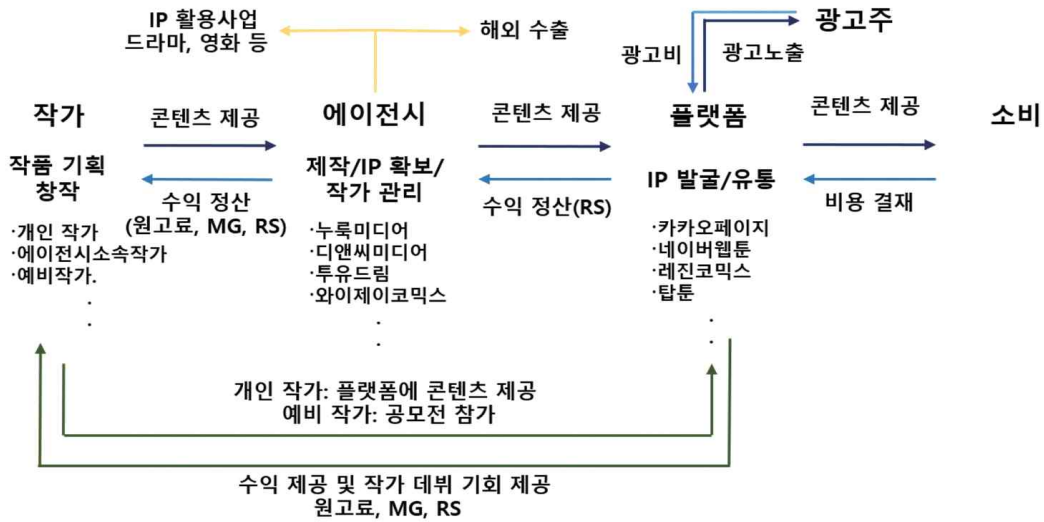 IP 활용사업
드라마, 영화 등
해외 수출
광고비
광고노출
광고주
작가
콘텐츠 제공
에이전시
콘텐츠 제공
플랫폼
콘텐츠 제공
소비
작품 기획
창작
수익 정산
(원고료, MG, RS)
제작/IP 확보/
작가 관리
수익 정산(RS)
IP 발굴/유통
비용 결재
·개인 작가
·에이전시소속작가
·예비작가.
.
.
·누룩미디어
·디앤씨미디어
·투유드림
·와이제이코믹스
.
.
·카카오페이지
·네이버웹툰
·레진코믹스
·탑툰
.
.
개인 작가: 플랫폼에 콘텐츠 제공
예비 작가: 공모전 참가
수익 제공 및 작가 데뷔 기회 제공
원고료, MG, RS